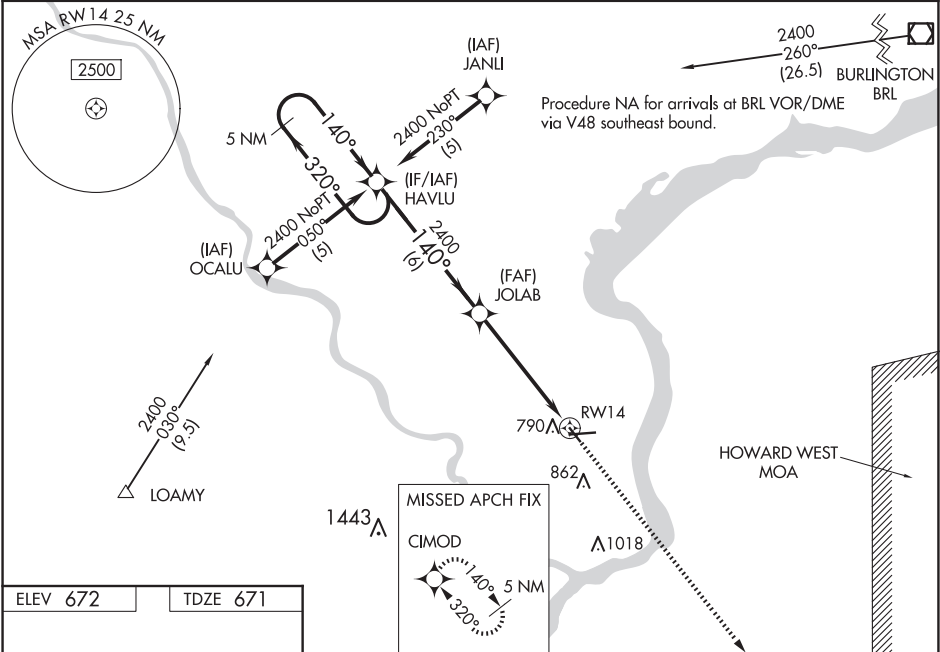 MSA RW14 25 NM
2500
(IAF)
JANLI
2400
260°
(26.5)
BURLINGTON
BRL
Procedure NA for arrivals at BRL VOR/DME
via V48 southeast bound.
5 NM
140°
320°
2400 NoPT
230°
(5)
(IF/IAF)
HAVLU
2400 NoPT
050°
(5)
(IAF)
OCALU
2400
140°
(6)
(FAF)
JOLAB
2400
030°
(9.5)
LOAMY
790
RW14
862
HOWARD WEST
MOA
1443
1018
MISSED APCH FIX
CIMOD
140°
320°
5 NM
ELEV 672
TDZE 671